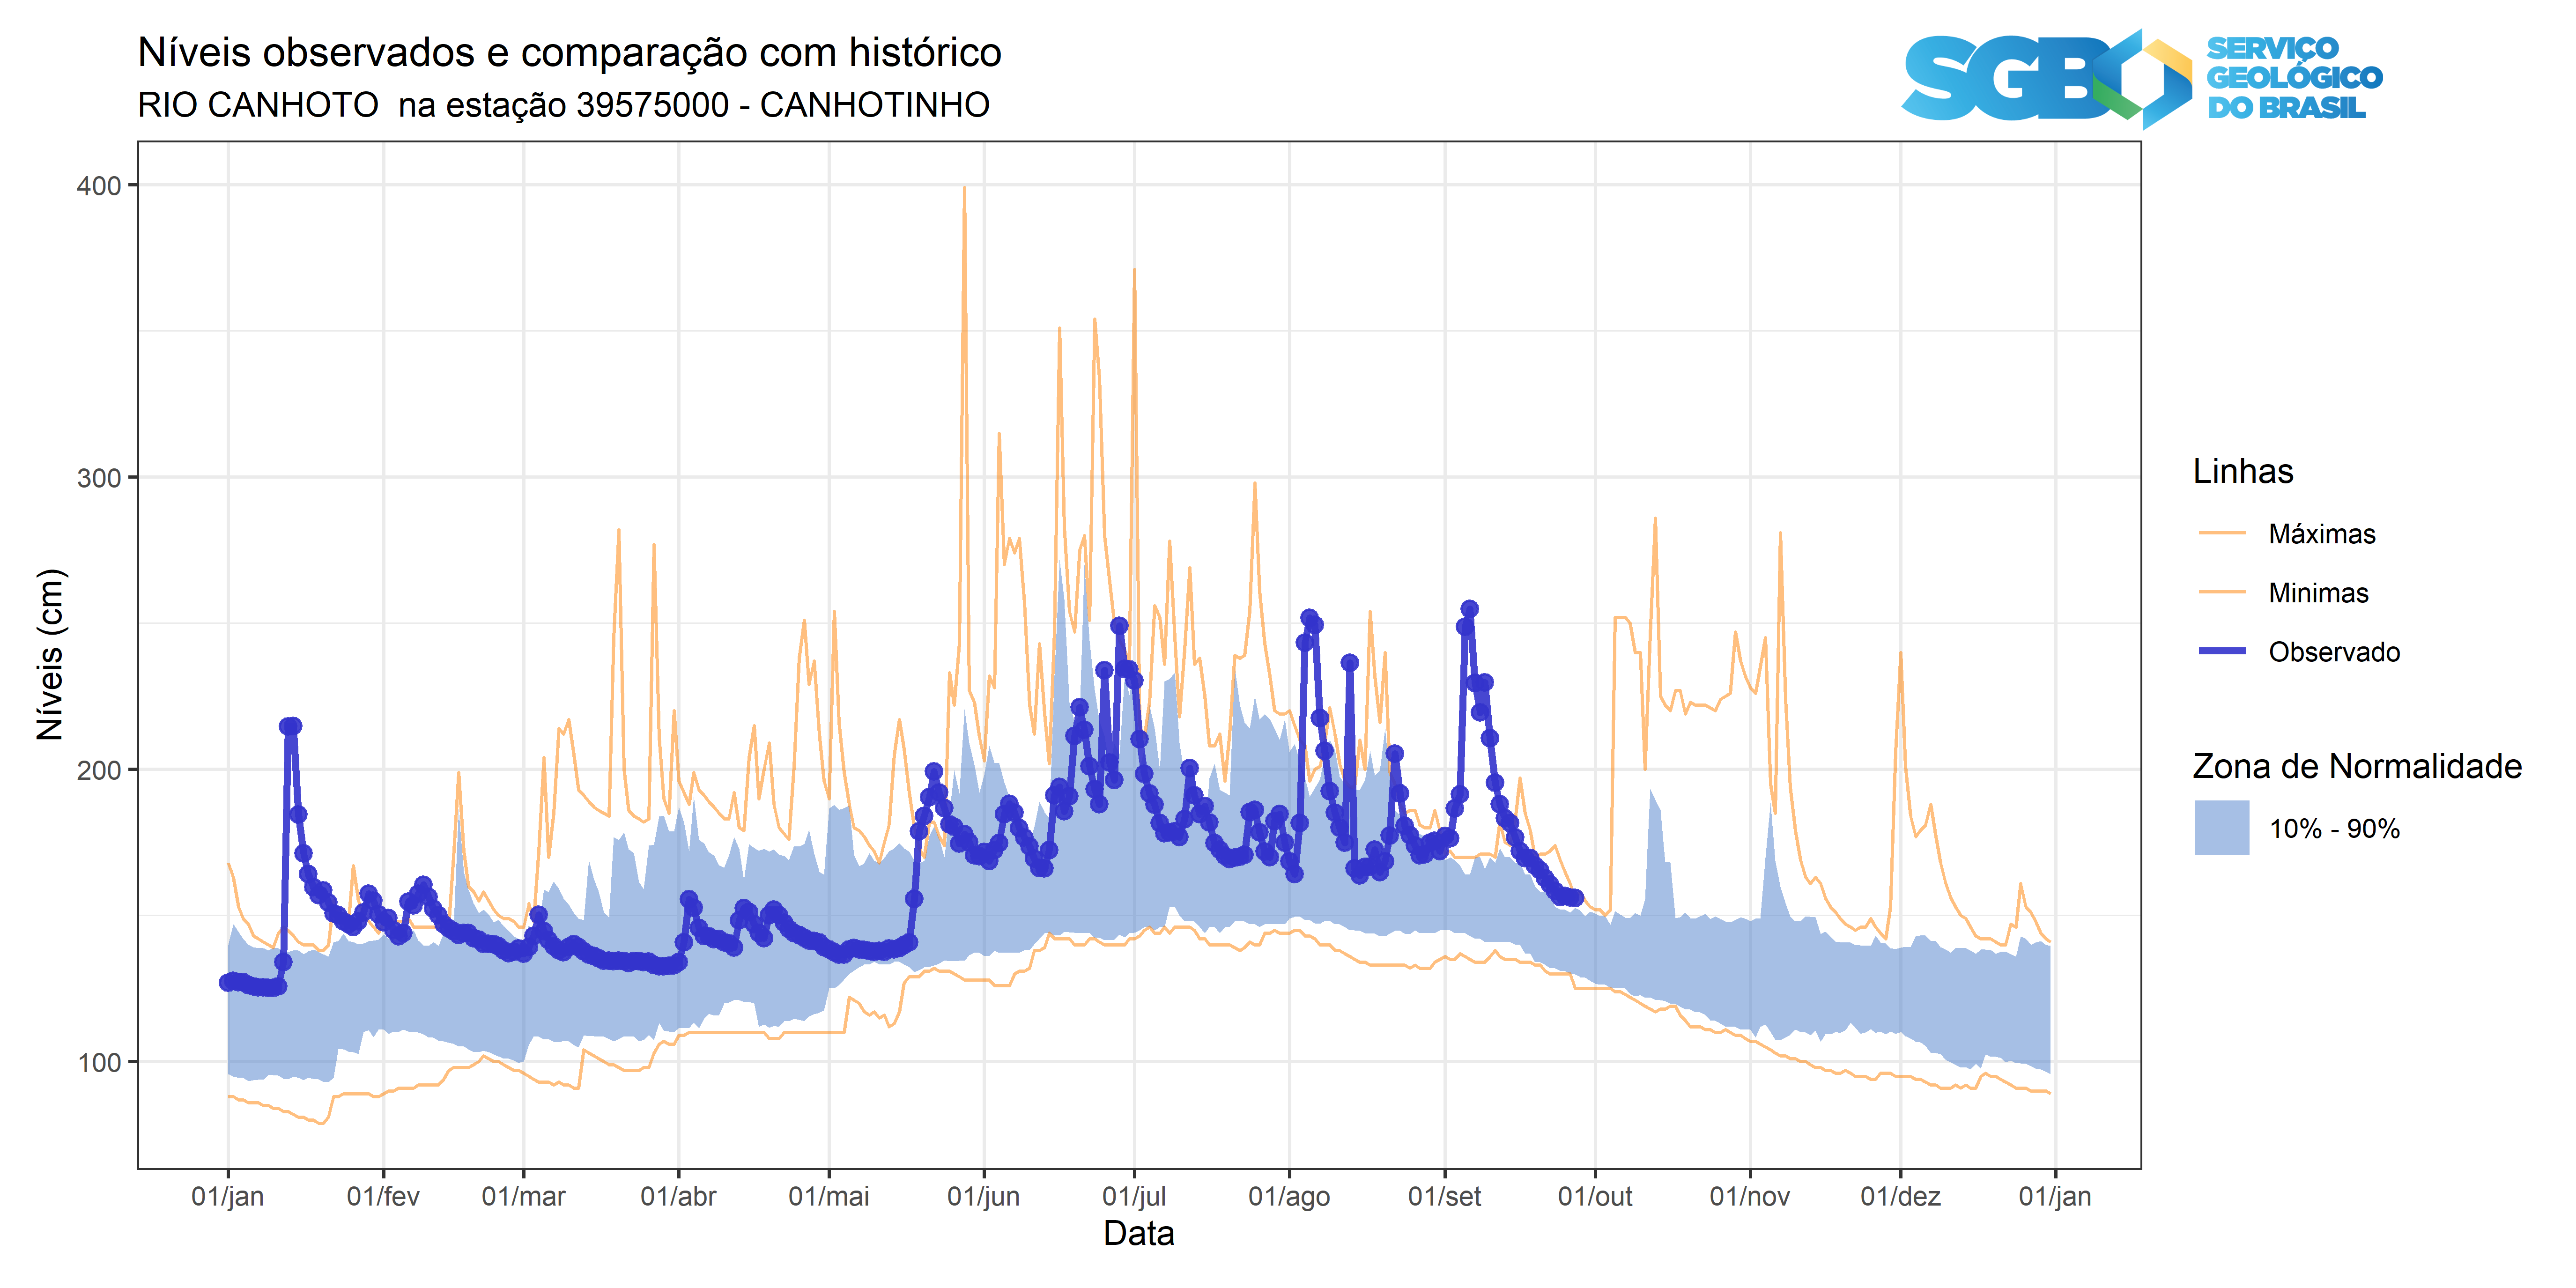 Níveis observados e comparação com histórico
RIO CANHOTO  na estação 39575000 - CANHOTINHO
SGB
SERVIÇO
GEOLÓGICO
DO BRASIL
Níveis (cm)
400
300
200
100
01/jan
01/fev
01/mar
01/abr
01/mai
01/jun
01/jul
01/ago
01/set
01/out
01/nov
01/dez
01/jan
Data
Linhas
Máximas
Minimas
Observado
Zona de Normalidade
10% - 90%